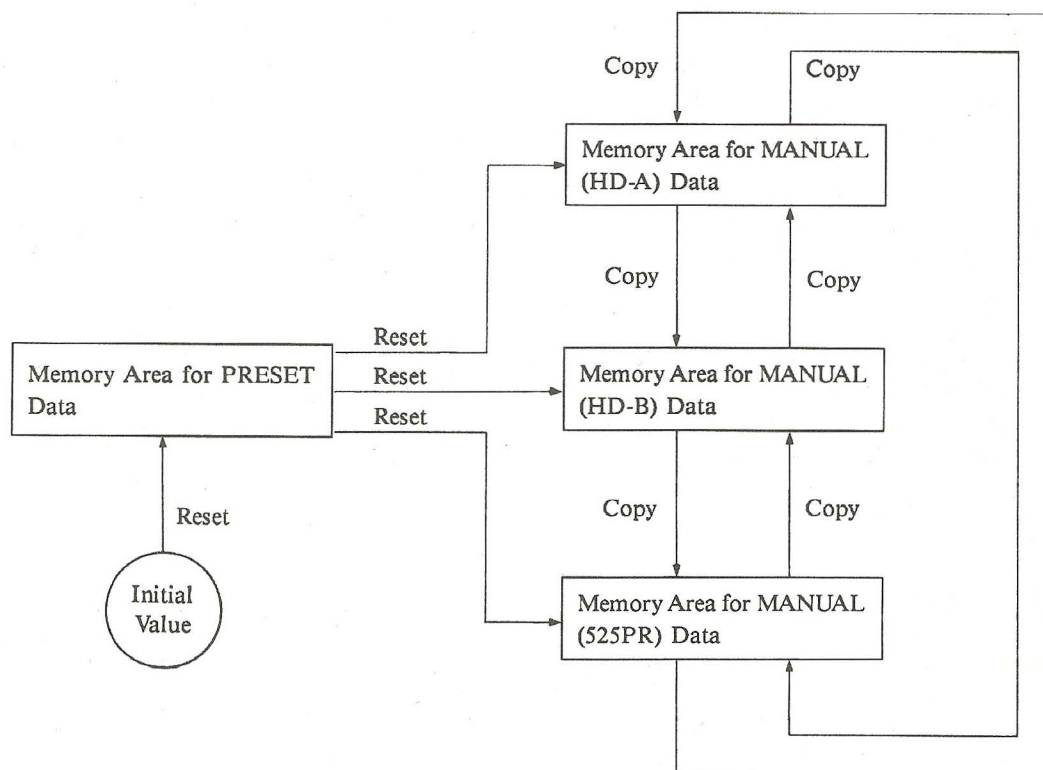 Copy
Copy
Memory Area for MANUAL
(HD-A) Data
Copy
Copy
Reset
Memory Area for PRESET
Data
Reset
Reset
Memory Area for MANUAL
(HD-B) Data
Copy
Copy
Reset
Initial
Value
Memory Area for MANUAL
(525PR) Data